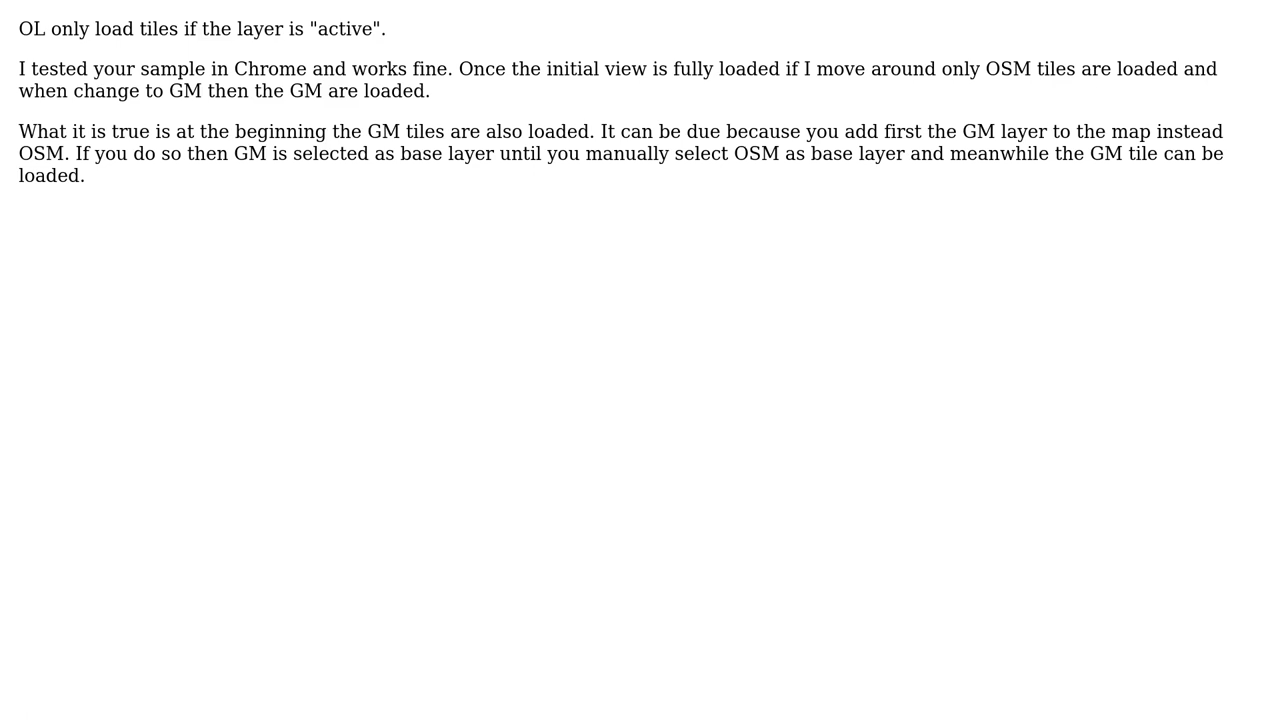 OL only load tiles if the layer is "active".
I tested your sample in Chrome and works fine. Once the initial view is fully loaded if I move around only OSM tiles are loaded and
when change to GM then the GM are loaded.
What it is true is at the beginning the GM tiles are also loaded. It can be due because you add first the GM layer to the map instead
OSM. If you do so then GM is selected as base layer until you manually select OSM as base layer and meanwhile the GM tile can be
loaded.